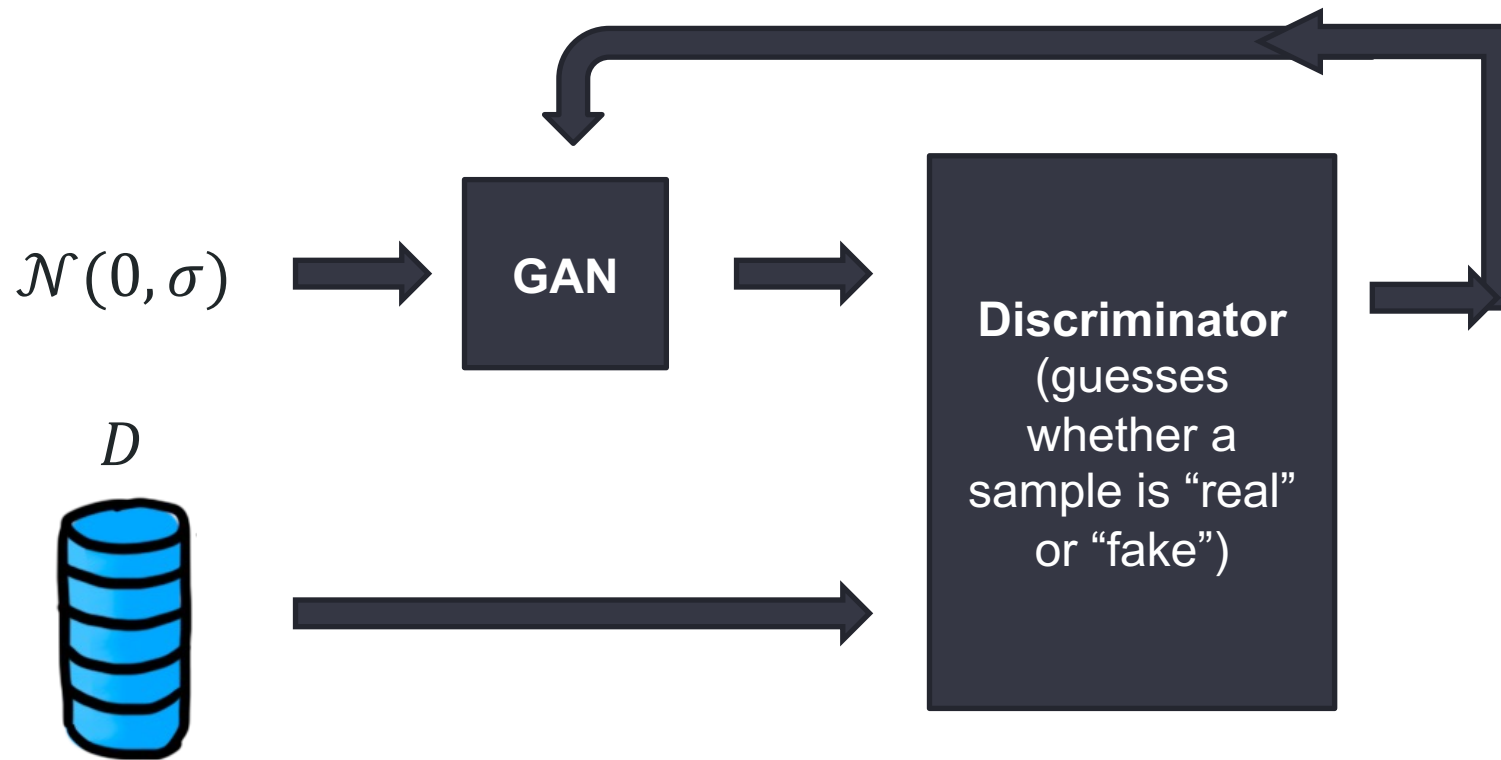 𝒩(0, σ)
GAN
D
Discriminator
(guesses
whether a
sample is “real”
or “fake”)